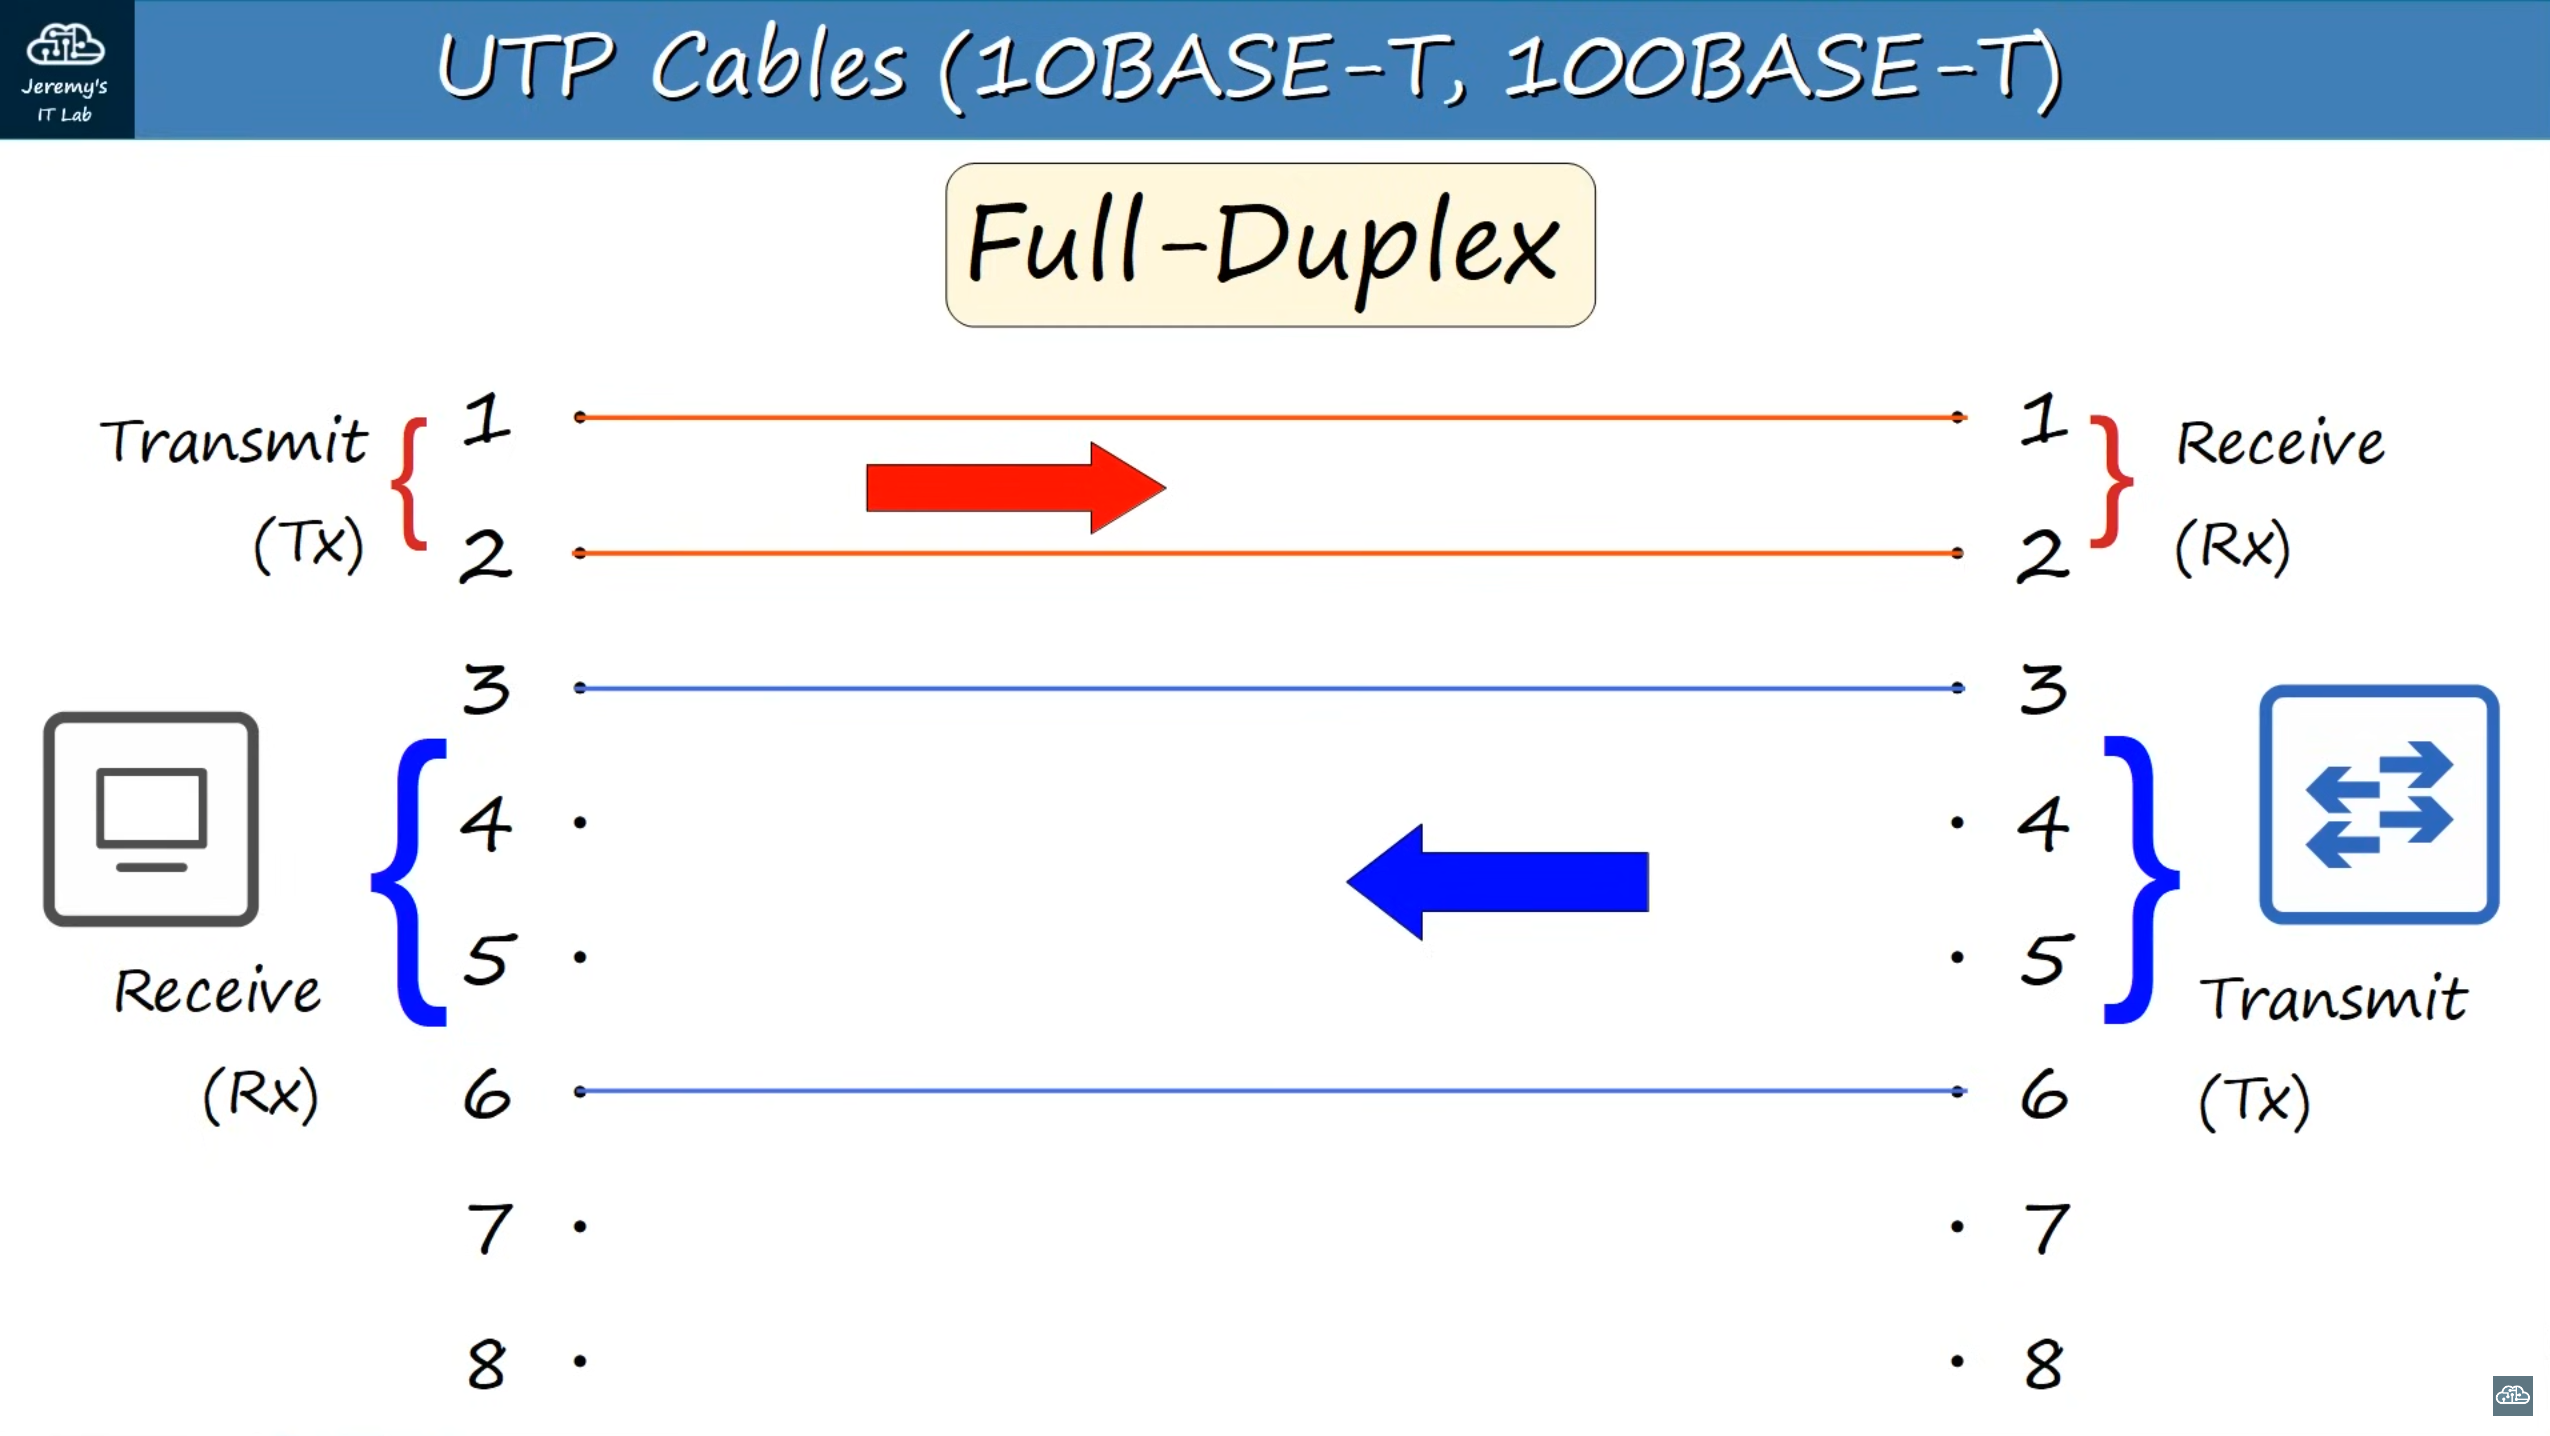 Jeremy's
IT Lab
UTP Cables (10BASE-T, 100BASE-T)
Full-Duplex
Transmit
(Tx)
1
1
Receive
(Rx)
2
2
3
3
4
4
5
5
Receive
(Rx)
6
6
Transmit
(Tx)
7
7
8
8